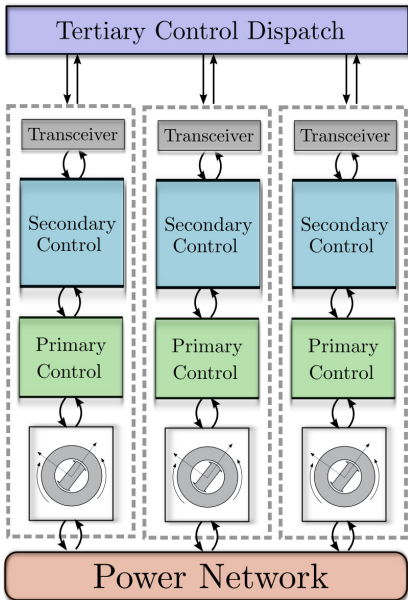 Tertiary Control Dispatch
Transceiver
Transceiver
Transceiver
Secondary
Control
Secondary
Control
Secondary
Control
Primary
Control
Primary
Control
Primary
Control
Power Network